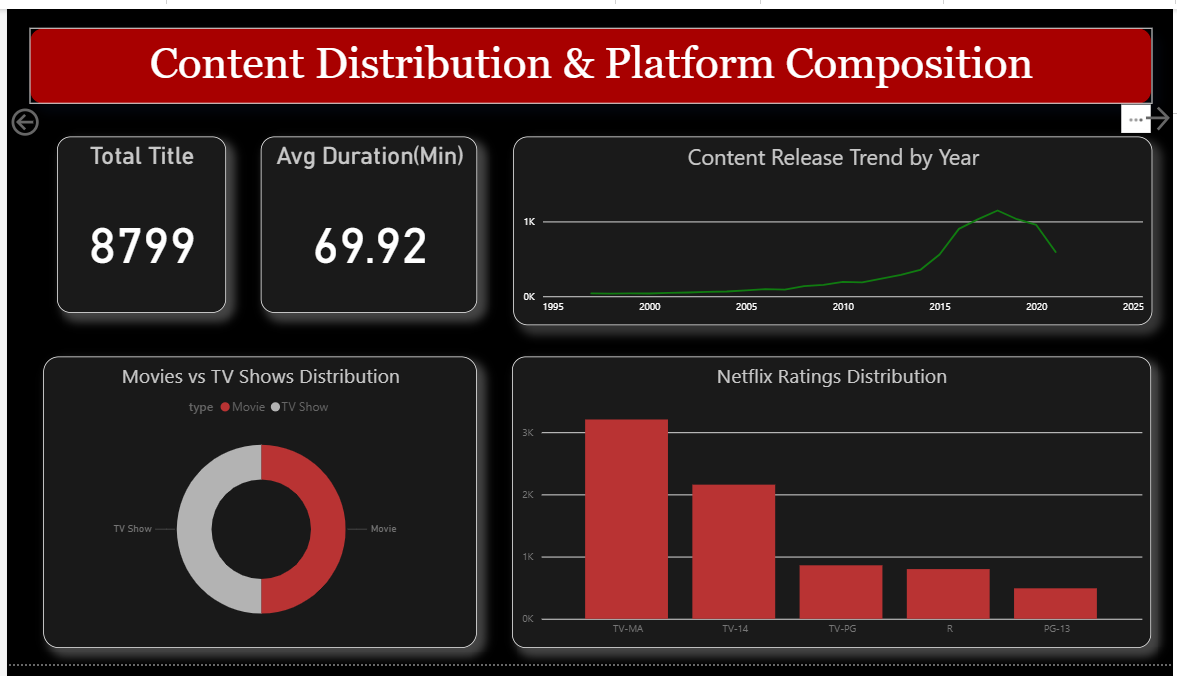 Content Distribution & Platform Composition
Total Title
8799
Avg Duration(Min)
69.92
Content Release Trend by Year
1K
0K
1995 2000 2005 2010 2015 2020 2025
Movies vs TV Shows Distribution
type Movie TV Show
TV Show
Movie
Netflix Ratings Distribution
3K
2K
1K
0K
TV-MA TV-14 TV-PG R PG-13